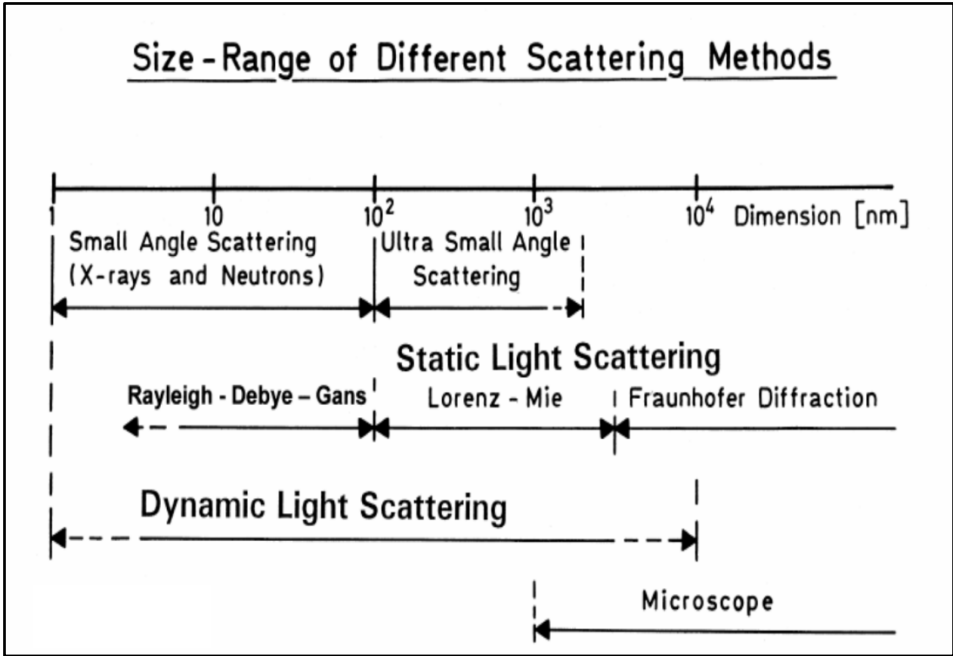 Size - Range of Different Scattering Methods
1 10 10² 10³ 10⁴ Dimension [nm]
Small Angle Scattering
(X-rays and Neutrons)
Ultra Small Angle
Scattering
Static Light Scattering
Rayleigh - Debye – Gans Lorenz - Mie Fraunhofer Diffraction
Dynamic Light Scattering
Microscope